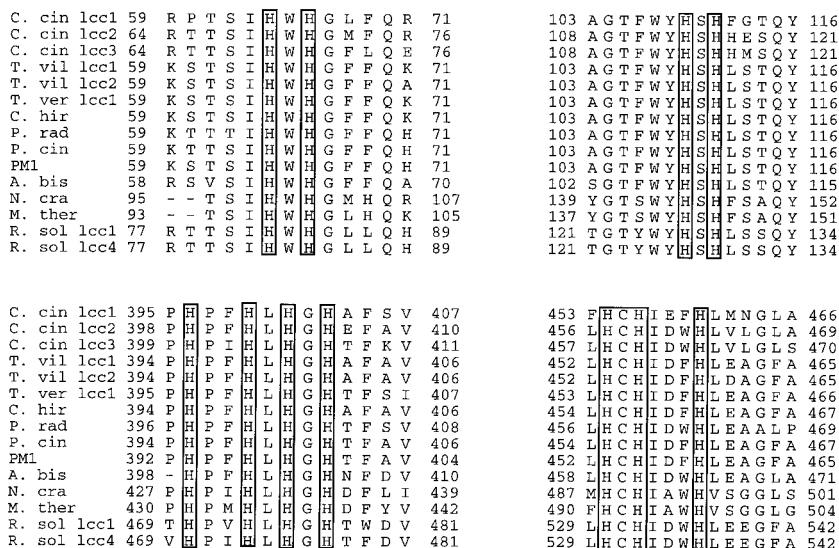 C. cin lcc1 59 R P T S I H W H G L F Q R 71 103 A G T F W Y H S H F G T Q Y 116
C. cin lcc2 64 R T T S I H W H G M F Q R 76 108 A G T F W Y H S H H E S Q Y 121
C. cin lcc3 64 R T T S I H W H G F L Q E 76 108 A G T F W Y H S H H M S Q Y 121
T. vil lcc1 59 K S T S I H W H G F F Q K 71 103 A G T F W Y H S H L S T Q Y 116
T. vil lcc2 59 K S T S I H W H G F F Q A 71 103 A G T F W Y H S H L S T Q Y 116
T. ver lcc1 59 K S T S I H W H G F F Q K 71 103 A G T F W Y H S H L S T Q Y 116
C. hir 59 K S T S I H W H G F F Q K 71 103 A G T F W Y H S H L S T Q Y 116
P. rad 59 K T T T I H W H G F F Q H 71 103 A G T F W Y H S H L S T Q Y 116
P. cin 59 K T T S I H W H G F F Q H 71 103 A G T F W Y H S H L S T Q Y 116
PM1 59 K S T S I H W H G F F Q H 71 103 A G T F W Y H S H L S T Q Y 116
A. bis 58 R S V S I H W H G F F Q A 70 102 S G T F W Y H S H L S T Q Y 115
N. cra 95 - - T S I H W H G M H Q R 107 139 Y G T S W Y H S H F S A Q Y 152
M. ther 93 - - T S I H W H G L H Q K 105 137 Y G T S W Y H S H F S A Q Y 151
R. sol lcc1 77 R T T S I H W H G L L Q H 89 121 T G T Y W Y H S H L S S Q Y 134
R. sol lcc4 77 R T T S I H W H G L L Q H 89 121 T G T Y W Y H S H L S S Q Y 134
C. cin lcc1 395 P H P F H L H G H A F S V 407 453 F H C H I E F H L M N G L A 466
C. cin lcc2 398 P H P F H L H G H E F A V 410 456 L H C H I D W H L V L G L A 469
C. cin lcc3 399 P H P I H L H G H T F K V 411 457 L H C H I D W H L V L G L S 470
T. vil lcc1 394 P H P F H L H G H A F A V 406 452 L H C H I D F H L E A G F A 465
T. vil lcc2 394 P H P F H L H G H A F A V 406 452 L H C H I D F H L D A G F A 465
T. ver lcc1 395 P H P F H L H G H T F S I 407 453 L H C H I D F H L E A G F A 466
C. hir 394 P H P F H L H G H A F A V 406 454 L H C H I D F H L E A G F A 467
P. rad 396 P H P F H L H G H T F S V 408 456 L H C H I D W H L E A A L P 469
P. cin 394 P H P F H L H G H T F A V 406 454 L H C H I D F H L E A G F A 467
PM1 392 P H P F H L H G H T F A V 404 452 L H C H I D F H L E A G F A 465
A. bis 398 - H P F H L H G H N F D V 410 458 L H C H I D W H L E A G L A 471
N. cra 427 P H P I H L H G H D F L I 439 487 M H C H I A W H V S G G L S 501
M. ther 430 P H P M H L H G H D F Y V 442 490 F H C H I A W H V S G G L G 504
R. sol lcc1 469 T H P V H L H G H T W D V 481 529 L H C H I D W H L E E G F A 542
R. sol lcc4 469 V H P I H L H G H T F D V 481 529 L H C H I D W H L E E G F A 542